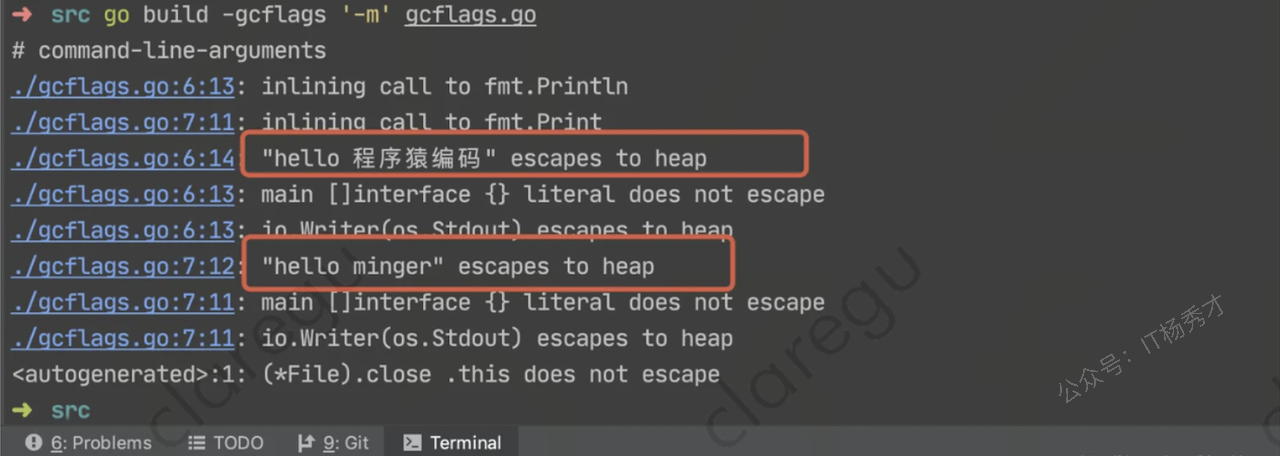 ➜ src go build -gcflags '-m' gcflags.go
# command-line-arguments
./gcflags.go:6:13: inlining call to fmt.Println
./gcflags.go:7:11: inlining call to fmt.Print
./gcflags.go:6:14: "hello 程序猿编码" escapes to heap
./gcflags.go:6:13: main []interface {} literal does not escape
./gcflags.go:6:13: io.Writer(os.Stdout) escapes to heap
./gcflags.go:7:12: "hello minger" escapes to heap
./gcflags.go:7:11: main []interface {} literal does not escape
./gcflags.go:7:11: io.Writer(os.Stdout) escapes to heap
<autogenerated>:1: (*File).close .this does not escape
➜ src
6: Problems TODO 9: Git Terminal
claregu
claregu
公众号：IT杨秀才